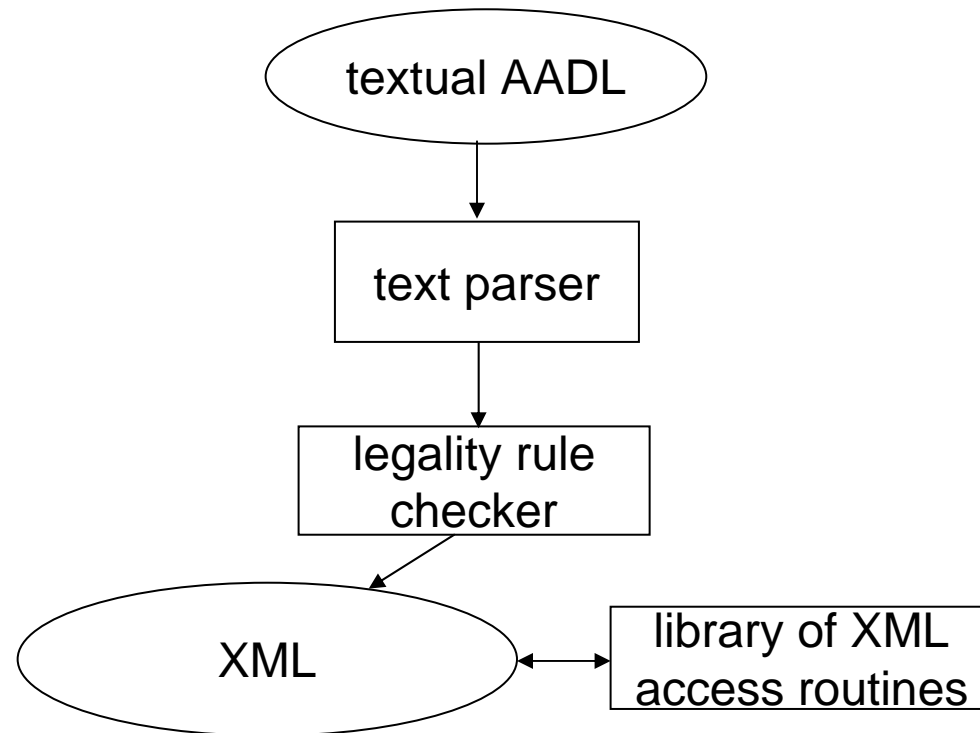 textual AADL
text parser
legality rule
checker
XML
library of XML
access routines